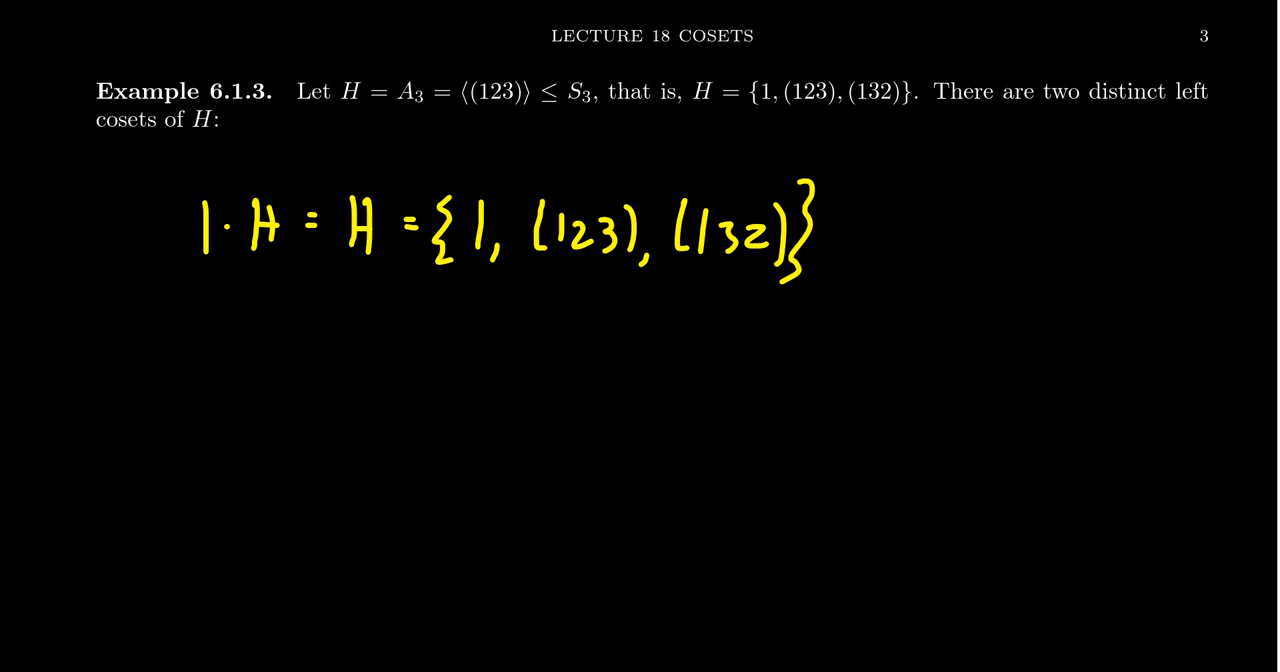 LECTURE 18 COSETS 3
Example 6.1.3. Let H = A₃ = ⟨(123)⟩ ≤ S₃, that is, H = {1, (123), (132)}. There are two distinct left
cosets of H:
1 · H = H = {1, (123), (132)}